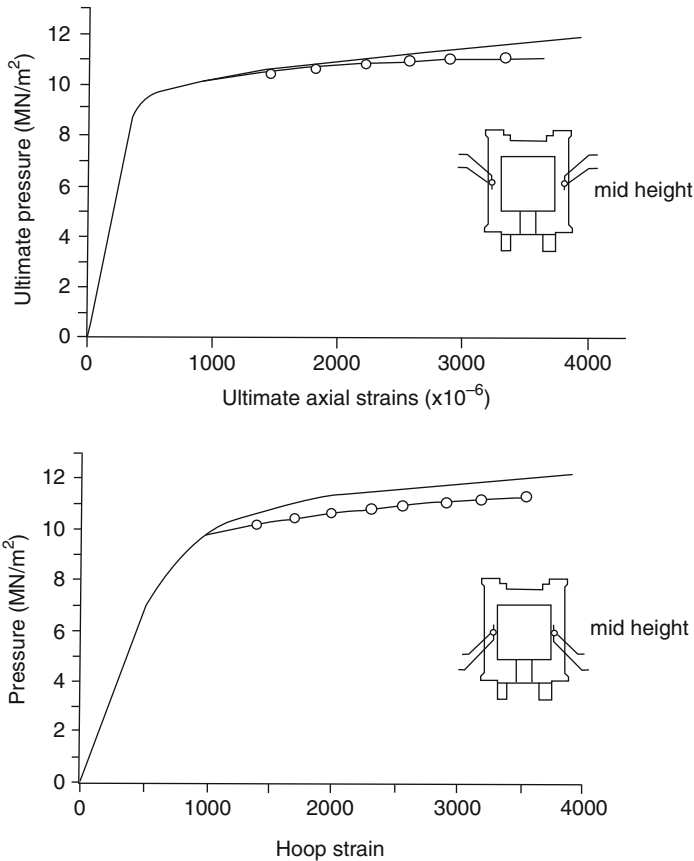 Ultimate pressure (MN/m²)
12
10
8
6
4
2
0
0 1000 2000 3000 4000
Ultimate axial strains (x10⁻⁶)
mid height
Pressure (MN/m²)
12
10
8
6
4
2
0
0 1000 2000 3000 4000
Hoop strain
mid height